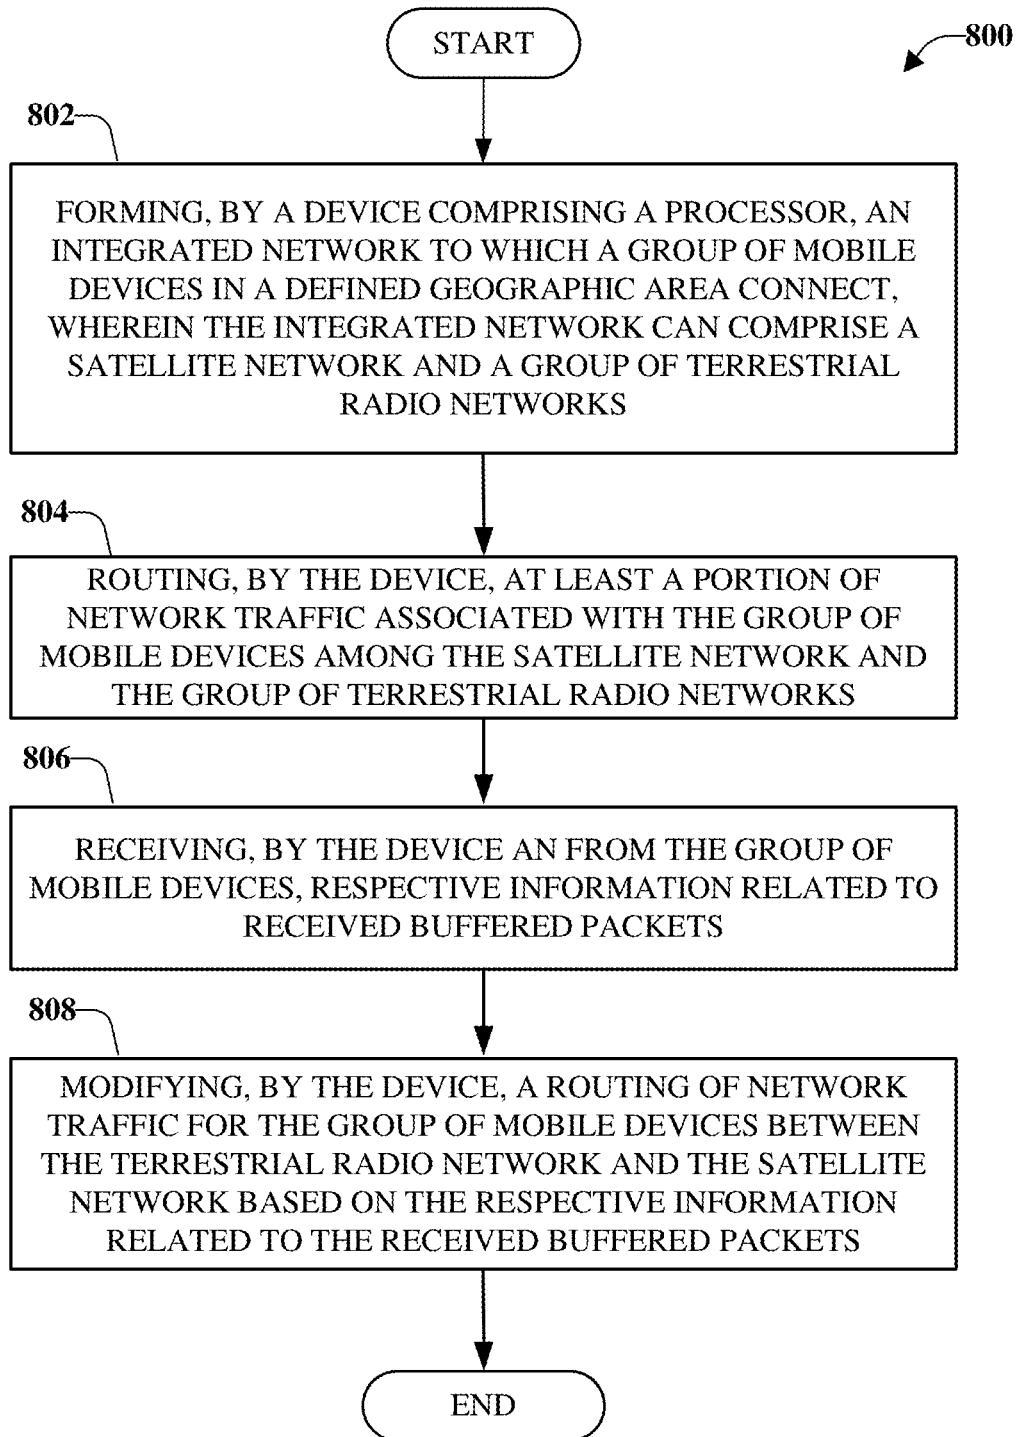 START
800
802
FORMING, BY A DEVICE COMPRISING A PROCESSOR, AN
INTEGRATED NETWORK TO WHICH A GROUP OF MOBILE
DEVICES IN A DEFINED GEOGRAPHIC AREA CONNECT,
WHEREIN THE INTEGRATED NETWORK CAN COMPRISE A
SATELLITE NETWORK AND A GROUP OF TERRESTRIAL
RADIO NETWORKS
804
ROUTING, BY THE DEVICE, AT LEAST A PORTION OF
NETWORK TRAFFIC ASSOCIATED WITH THE GROUP OF
MOBILE DEVICES AMONG THE SATELLITE NETWORK AND
THE GROUP OF TERRESTRIAL RADIO NETWORKS
806
RECEIVING, BY THE DEVICE AN FROM THE GROUP OF
MOBILE DEVICES, RESPECTIVE INFORMATION RELATED TO
RECEIVED BUFFERED PACKETS
808
MODIFYING, BY THE DEVICE, A ROUTING OF NETWORK
TRAFFIC FOR THE GROUP OF MOBILE DEVICES BETWEEN
THE TERRESTRIAL RADIO NETWORK AND THE SATELLITE
NETWORK BASED ON THE RESPECTIVE INFORMATION
RELATED TO THE RECEIVED BUFFERED PACKETS
END